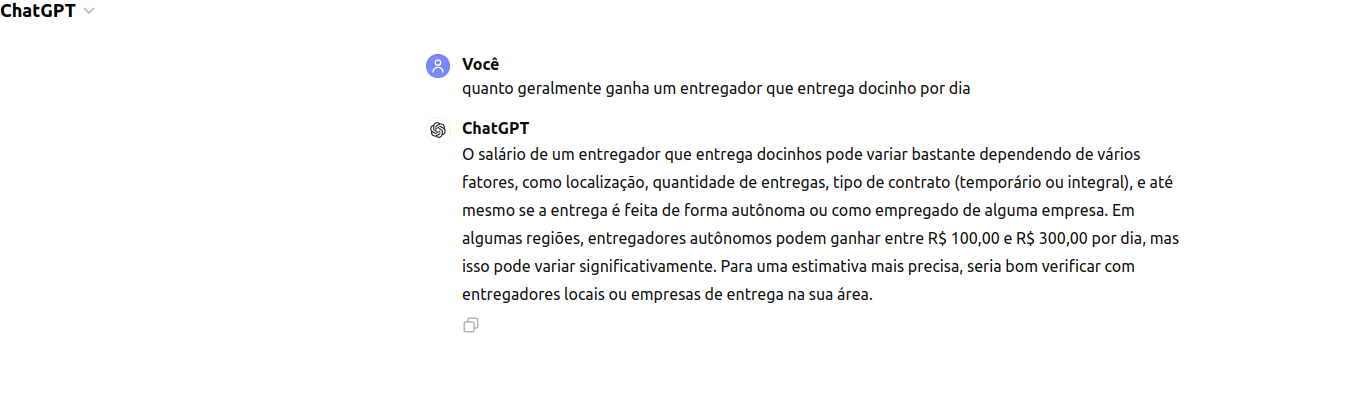 ChatGPT
Você
quanto geralmente ganha um entregador que entrega docinho por dia
ChatGPT
O salário de um entregador que entrega docinhos pode variar bastante dependendo de vários
fatores, como localização, quantidade de entregas, tipo de contrato (temporário ou integral), e até
mesmo se a entrega é feita de forma autônoma ou como empregado de alguma empresa. Em
algumas regiões, entregadores autônomos podem ganhar entre R$ 100,00 e R$ 300,00 por dia, mas
isso pode variar significativamente. Para uma estimativa mais precisa, seria bom verificar com
entregadores locais ou empresas de entrega na sua área.